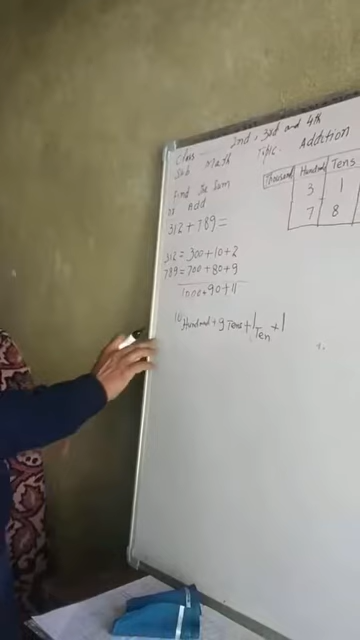 Class - 2nd, 3rd and 4th
Sub Math Topic Addition
Find the Sum
or Add
312 + 789 =
312 = 300+10+2
789 = 700+80+9
1000+90+11
10 Hundred + 9 Tens + 1 Ten + 1
Thousand Hundred Tens
3 1
7 8